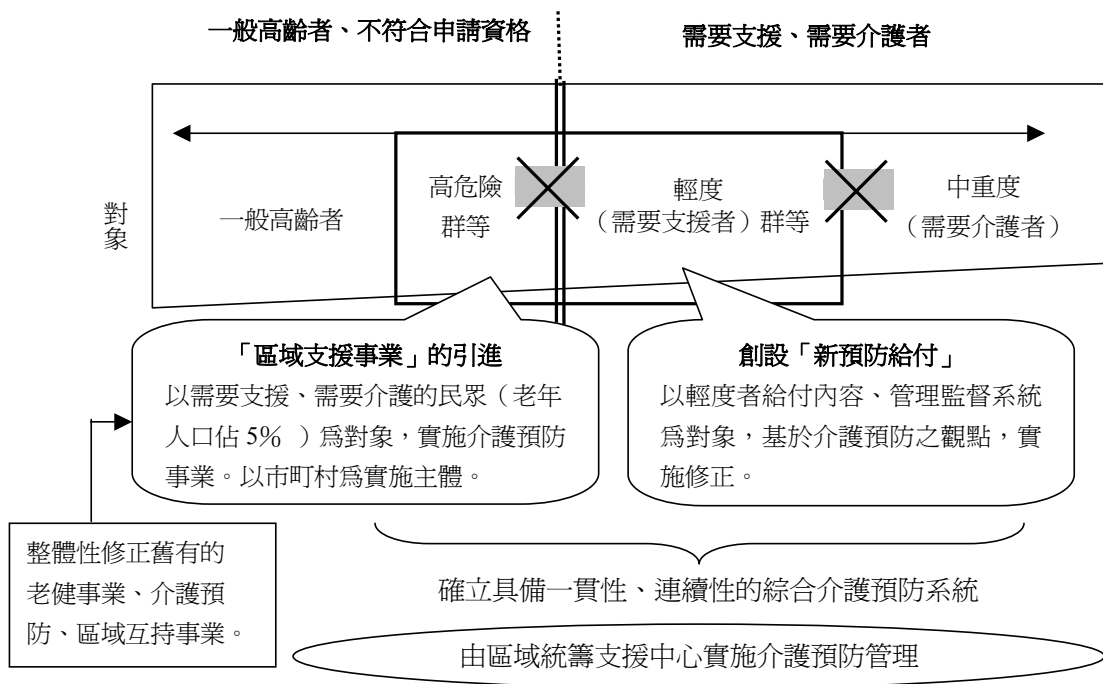 一般高齡者、不符合申請資格
需要支援、需要介護者
對象
一般高齡者
高危險
群等
輕度
（需要支援者）群等
中重度
（需要介護者）
「區域支援事業」的引進
以需要支援、需要介護的民眾（老年
人口佔 5% ）為對象，實施介護預防
事業。以市町村為實施主體。
創設「新預防給付」
以輕度者給付內容、管理監督系統
為對象，基於介護預防之觀點，實
施修正。
整體性修正舊有的
老健事業、介護預
防、區域互持事業。
確立具備一貫性、連續性的綜合介護預防系統
由區域統籌支援中心實施介護預防管理